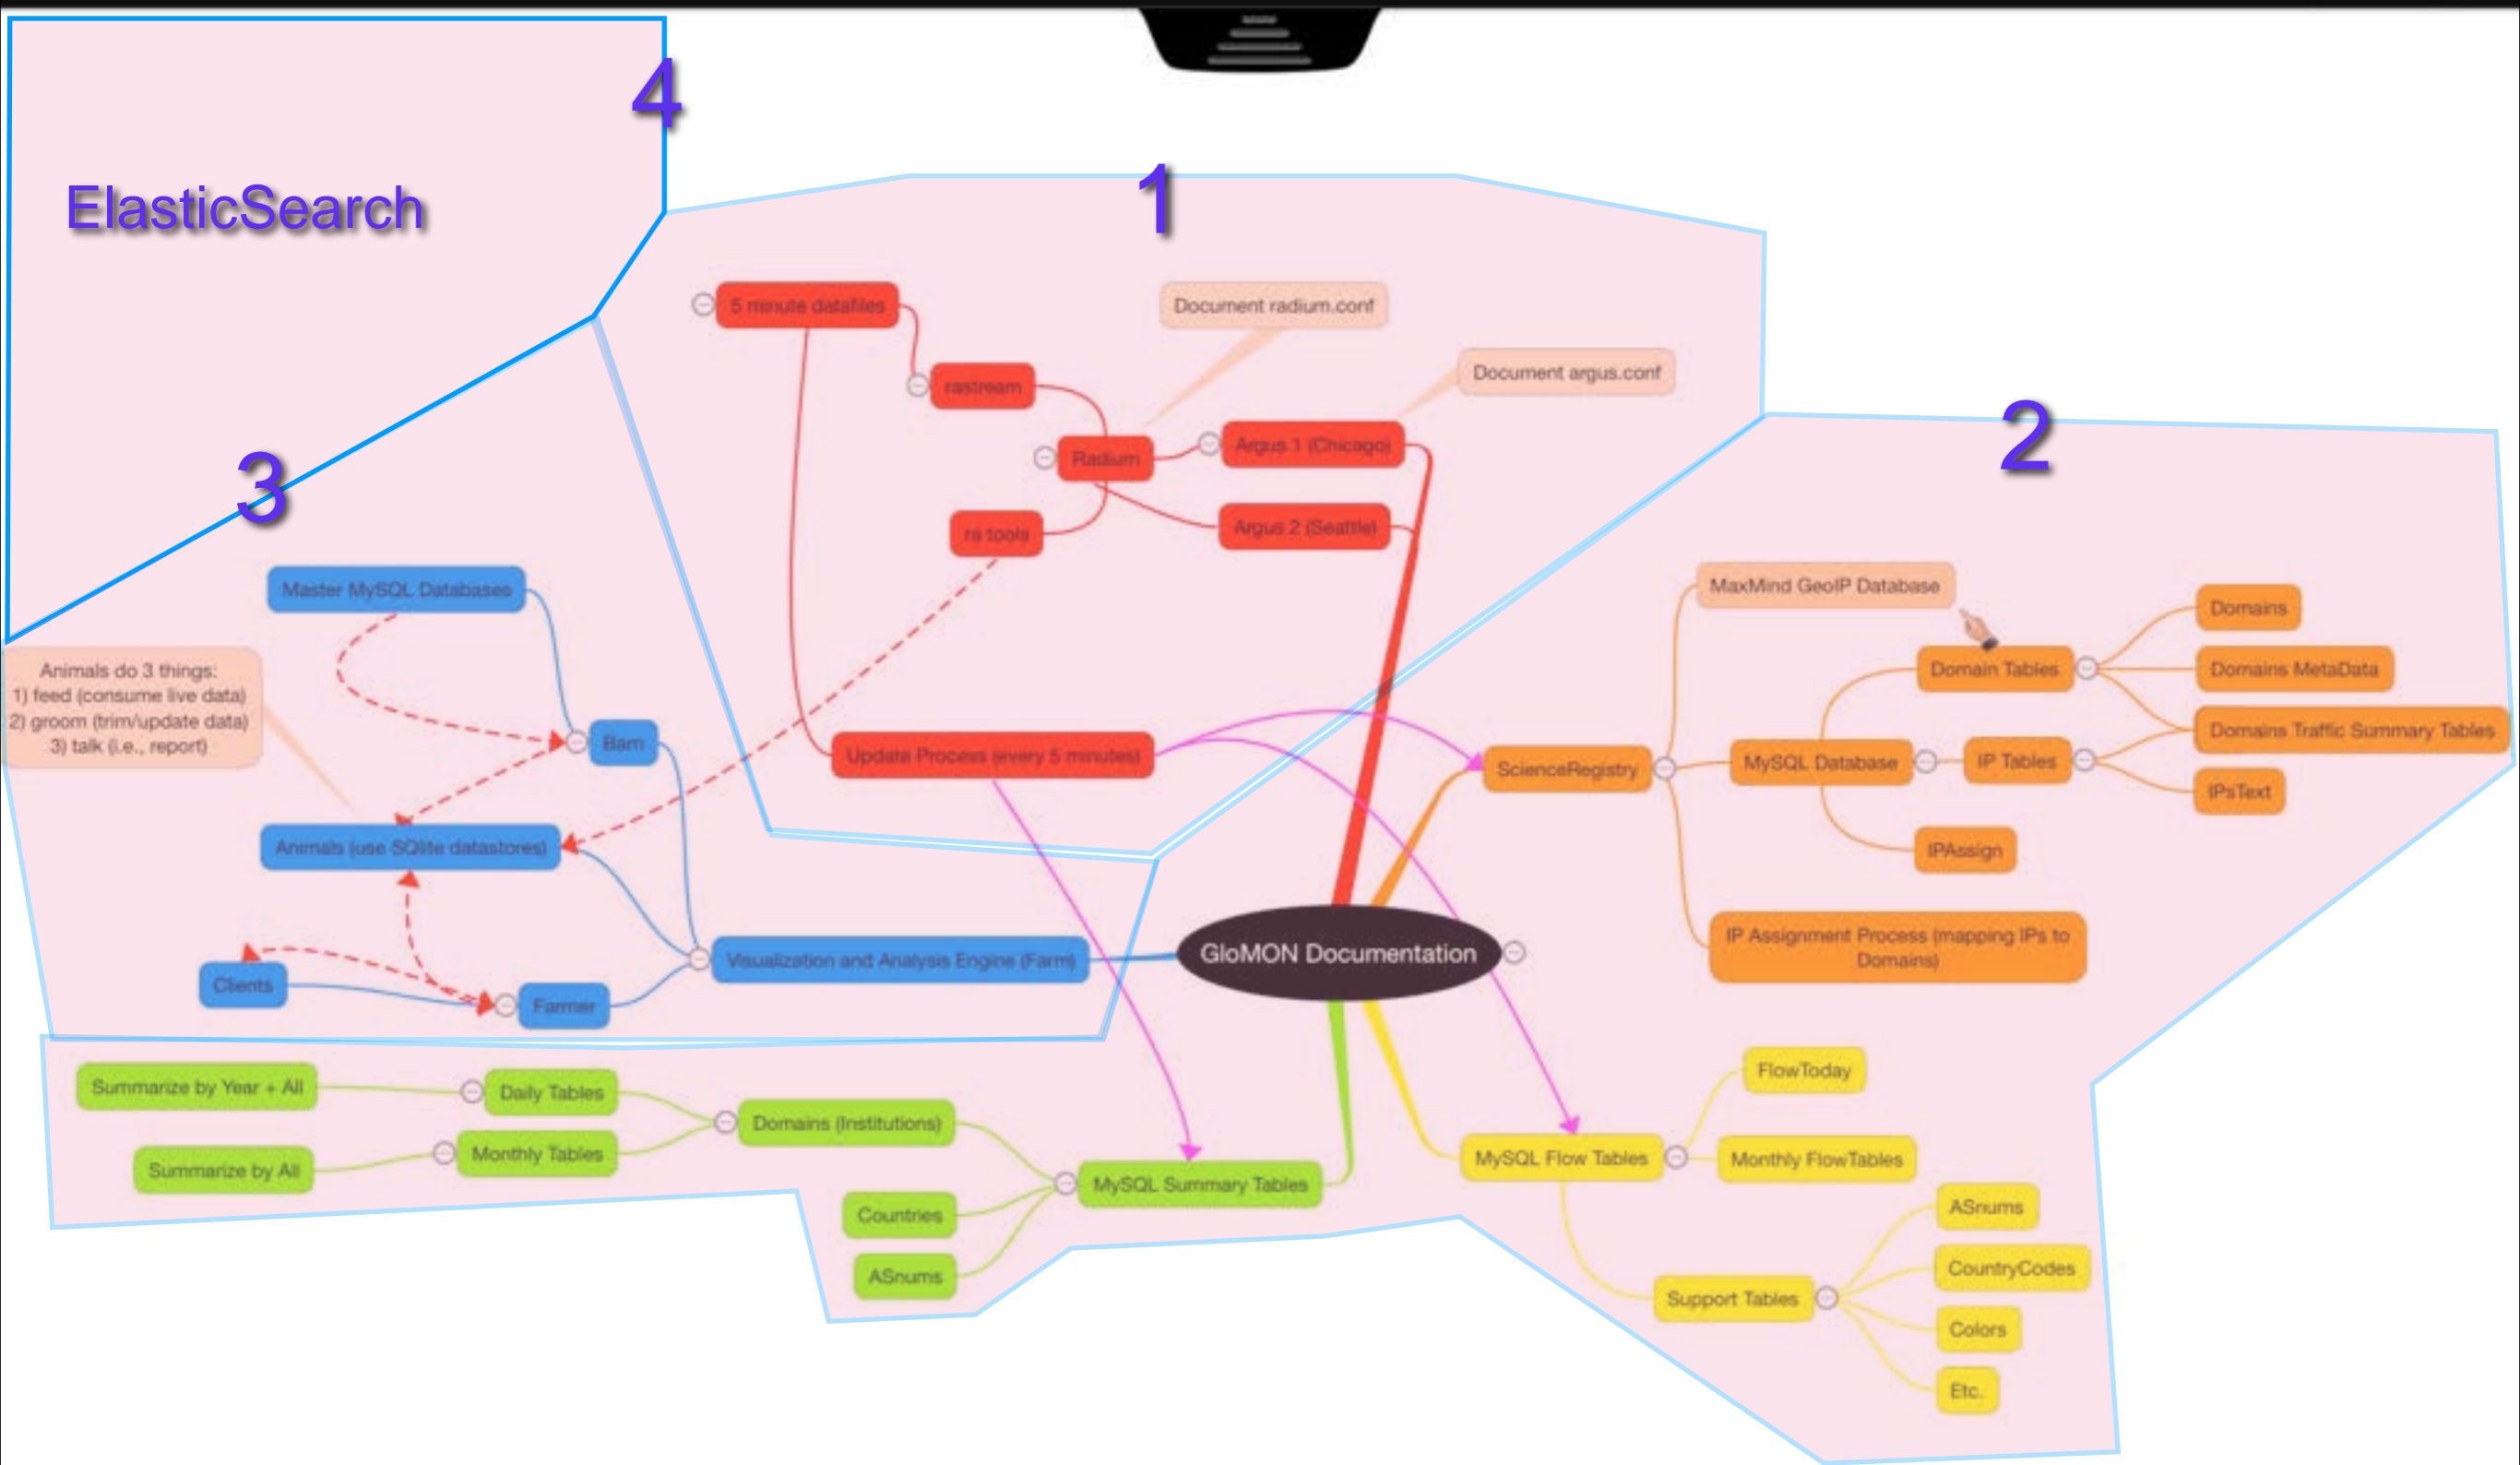 4
ElasticSearch
1
5 minute datafiles
Document radium.conf
Document argus.conf
rastream
Radium
Argus 1 (Chicago)
ra tools
Argus 2 (Seattle)
Update Process (every 5 minutes)
2
MaxMind GeoIP Database
Domains
Domain Tables
Domains MetaData
Domains Traffic Summary Tables
ScienceRegistry
MySQL Database
IP Tables
IPsText
IPAssign
IP Assignment Process (mapping IPs to
Domains)
3
Master MySQL Databases
Animals do 3 things:
1) feed (consume live data)
2) groom (trim/update data)
3) talk (i.e., report)
Barn
Animals (use SQlite datastores)
Visualization and Analysis Engine (Farm)
Clients
Farmer
GloMON Documentation
Summarize by Year + All
Daily Tables
Domains (Institutions)
Summarize by All
Monthly Tables
MySQL Summary Tables
Countries
ASnums
FlowToday
MySQL Flow Tables
Monthly FlowTables
ASnums
Support Tables
CountryCodes
Colors
Etc.